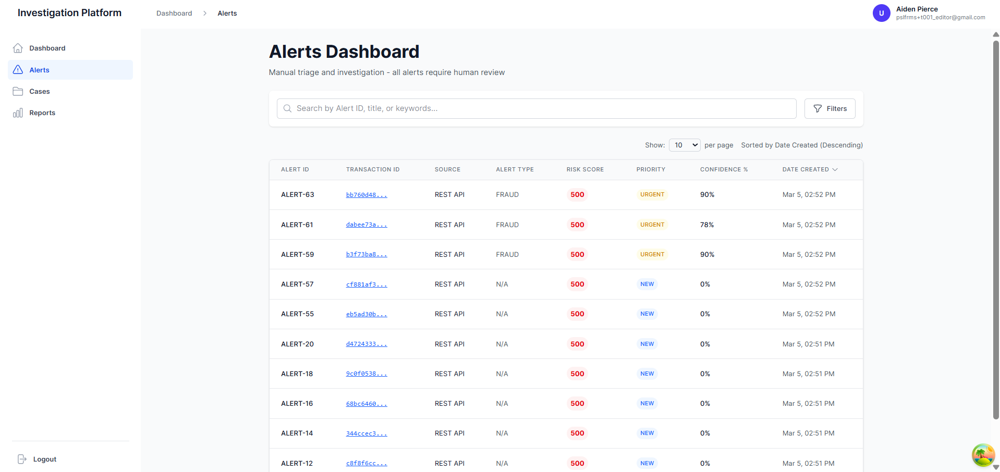 Investigation Platform
Dashboard > Alerts
U
Aiden Pierce
pslfrms+t001_editor@gmail.com
Dashboard
Alerts
Cases
Reports
Logout
Alerts Dashboard
Manual triage and investigation - all alerts require human review
Search by Alert ID, title, or keywords...
Filters
Show: 10 per page Sorted by Date Created (Descending)
ALERT ID TRANSACTION ID SOURCE ALERT TYPE RISK SCORE PRIORITY CONFIDENCE % DATE CREATED
ALERT-63 bb760d48... REST API FRAUD 500 URGENT 90% Mar 5, 02:52 PM
ALERT-61 dabee73a... REST API FRAUD 500 URGENT 78% Mar 5, 02:52 PM
ALERT-59 b3f73ba8... REST API FRAUD 500 URGENT 90% Mar 5, 02:52 PM
ALERT-57 cf881af3... REST API N/A 500 NEW 0% Mar 5, 02:52 PM
ALERT-55 eb5ad30b... REST API N/A 500 NEW 0% Mar 5, 02:52 PM
ALERT-20 d4724333... REST API N/A 500 NEW 0% Mar 5, 02:51 PM
ALERT-18 9c0f0538... REST API N/A 500 NEW 0% Mar 5, 02:51 PM
ALERT-16 68bc6460... REST API N/A 500 NEW 0% Mar 5, 02:51 PM
ALERT-14 344ccec3... REST API N/A 500 NEW 0% Mar 5, 02:51 PM
ALERT-12 c8f8f6cc... REST API N/A 500 NEW 0% Mar 5, 02:51 PM